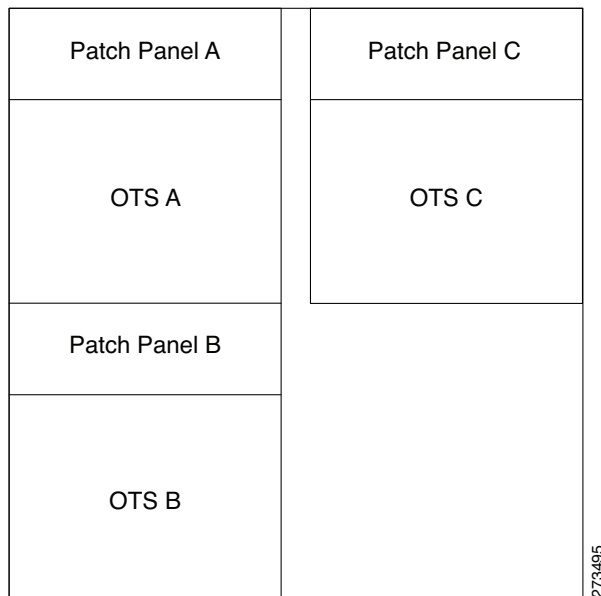 Patch Panel A
Patch Panel C
OTS A
OTS C
Patch Panel B
OTS B
273495